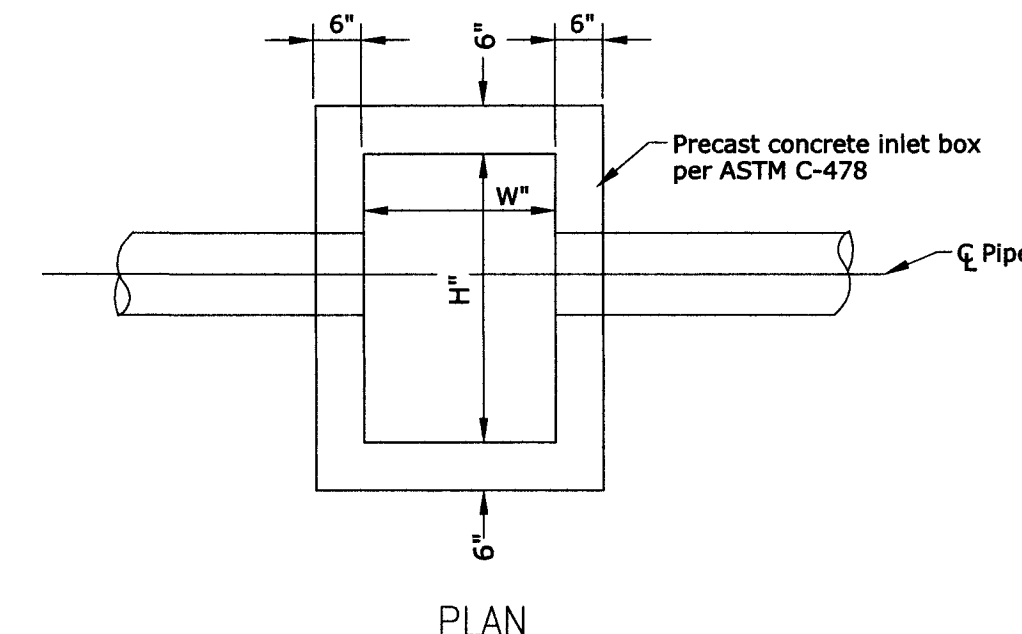 6"
6"
6"
Precast concrete inlet box
per ASTM C-478
W"
H"
℄ Pipe
6"
PLAN